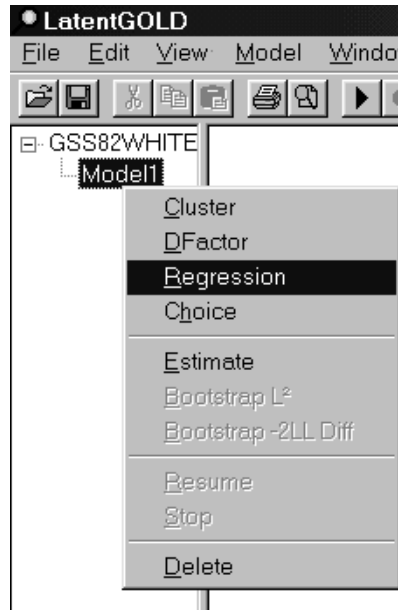 LatentGOLD
File Edit View Model Windo
GSS82WHITE
Model1
Cluster
DFactor
Regression
Choice
Estimate
Bootstrap L²
Bootstrap -2LL Diff
Resume
Stop
Delete